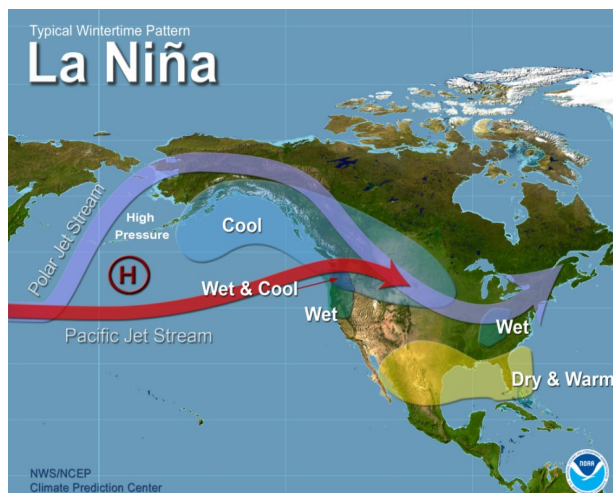 Typical Wintertime Pattern
La Niña
Polar Jet Stream
High
Pressure
H
Cool
Wet & Cool
Wet
Pacific Jet Stream
Wet
Dry & Warm
NWS/NCEP
Climate Prediction Center
NOAA